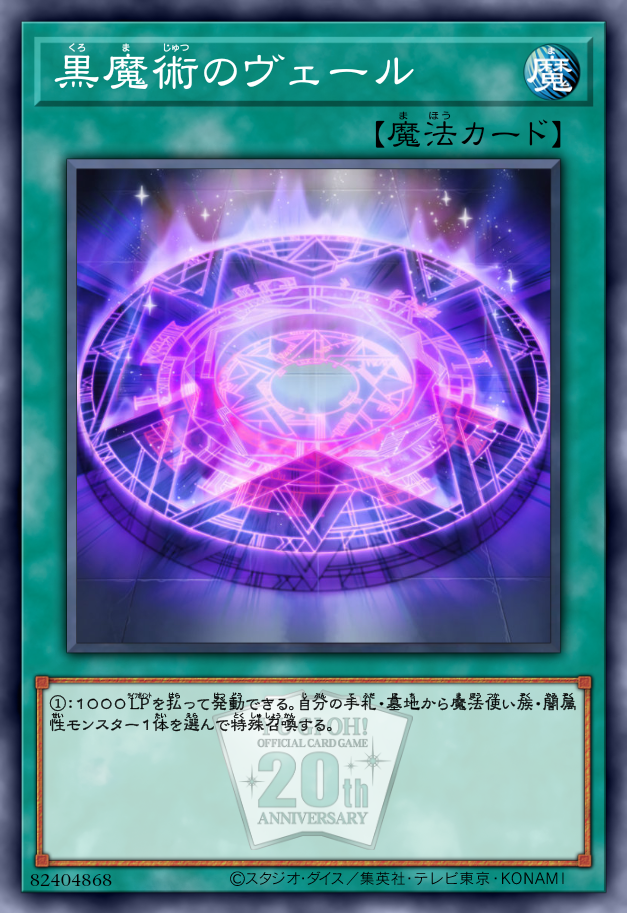 黒魔術のヴェール
魔
【魔法カード】
①：１０００LPを払って発動できる。自分の手札・墓地から魔法使い族・闇属
性モンスター１体を選んで特殊召喚する。
YU-GI-OH!
OFFICIAL CARD GAME
20th
ANNIVERSARY
82404868
©スタジオ・ダイス／集英社・テレビ東京・KONAMI